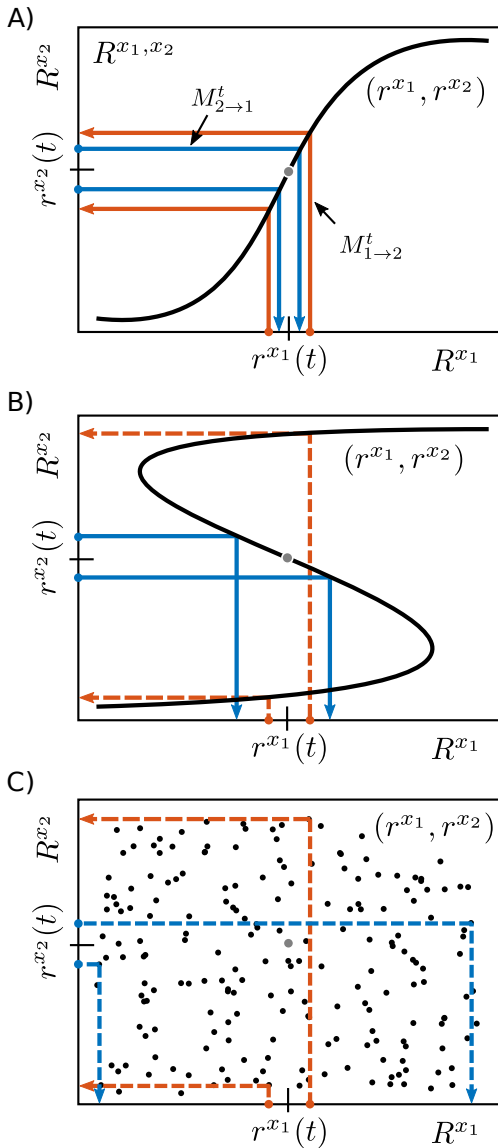 A)
R^{x_2}
R^{x_1,x_2}
(r^{x_1}, r^{x_2})
M^t_{2→1}
r^{x_2}(t)
M^t_{1→2}
r^{x_1}(t)
R^{x_1}
B)
R^{x_2}
(r^{x_1}, r^{x_2})
r^{x_2}(t)
r^{x_1}(t)
R^{x_1}
C)
R^{x_2}
(r^{x_1}, r^{x_2})
r^{x_2}(t)
r^{x_1}(t)
R^{x_1}